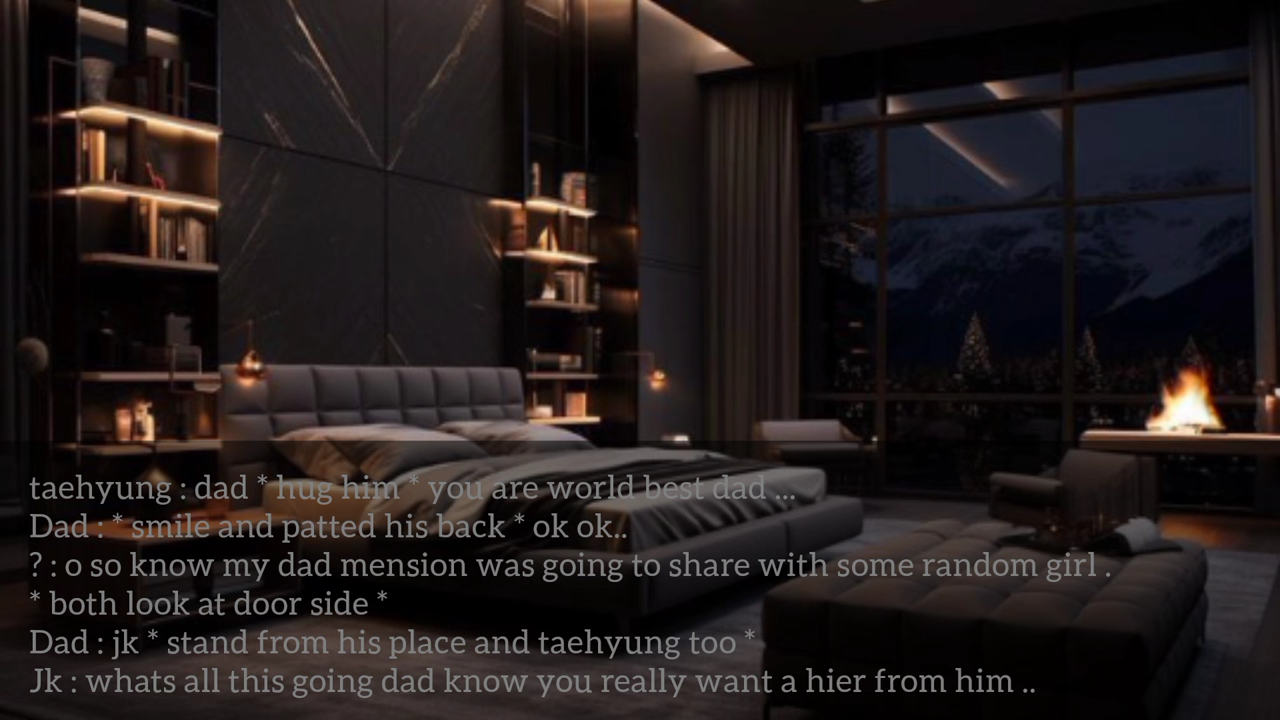 taehyung : dad * hug him * you are world best dad ...
Dad : * smile and patted his back * ok ok..
? : o so know my dad mension was going to share with some random girl .
* both look at door side *
Dad : jk * stand from his place and taehyung too *
Jk : whats all this going dad know you really want a hier from him ..